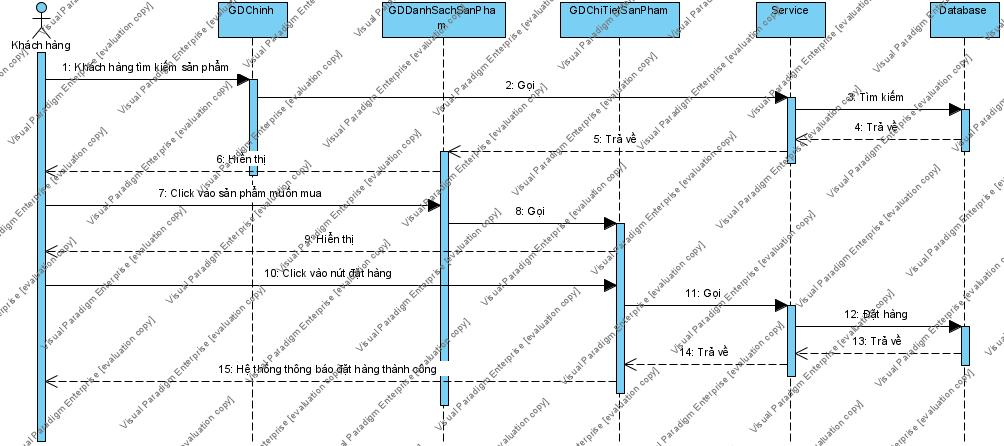 GDChinh
GDDanhSachSanPha
m
GDChiTietSanPham
Service
Database
Khách hàng
1: Khách hàng tìm kiếm sản phẩm
2: Gọi
3: Tìm kiếm
4: Trả về
5: Trả về
6: Hiển thị
7: Click vào sản phẩm muốn mua
8: Gọi
9: Hiển thị
10: Click vào nút đặt hàng
11: Gọi
12: Đặt hàng
13: Trả về
14: Trả về
15: Hệ thống thông báo đặt hàng thành công
Visual Paradigm Enterprise [evaluation copy]